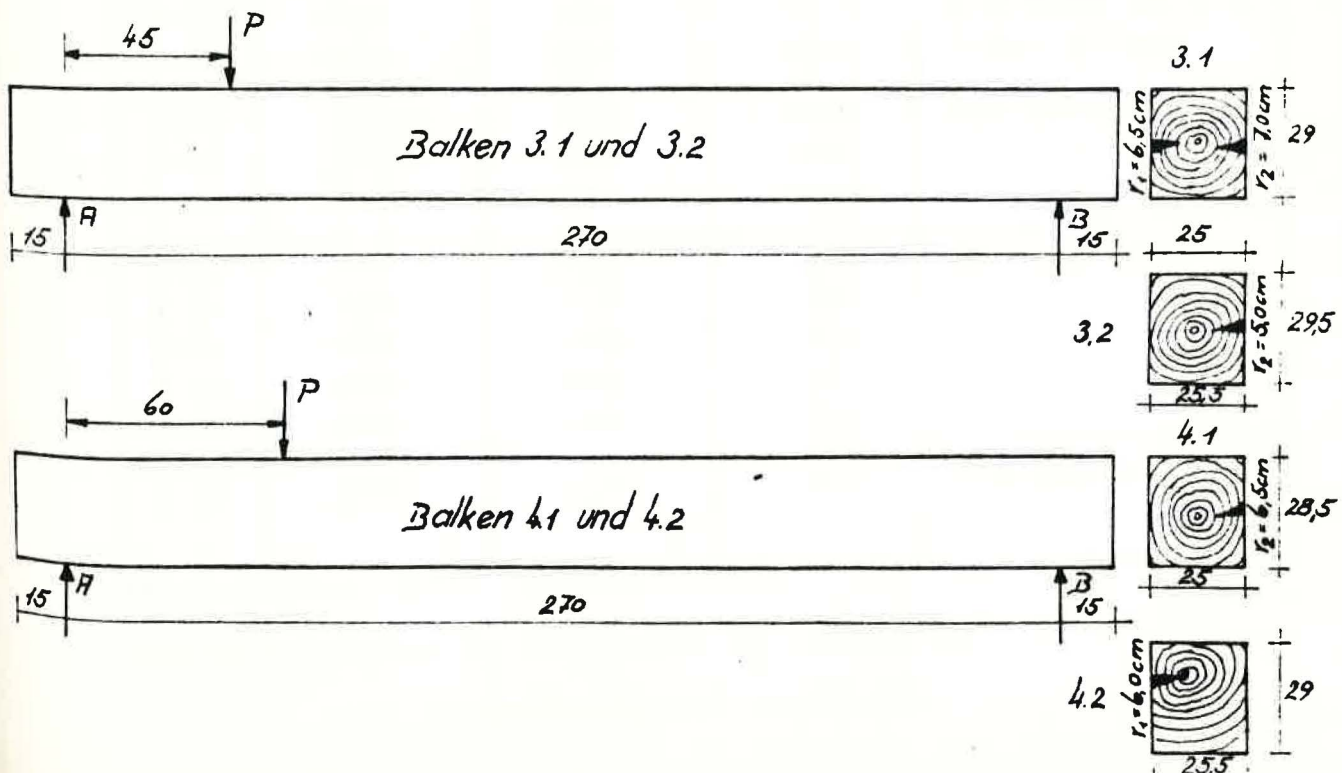 45
P
3.1
Balken 3.1 und 3.2
r₁=6,5cm
r₂=7,0cm
29
A
B
15
270
15
25
3.2
r₂=5,0cm
29,5
25,5
60
P
4.1
Balken 4.1 und 4.2
r₂=6,5cm
28,5
A
B
15
270
15
25
4.2
r₁=6,0cm
29
25.5